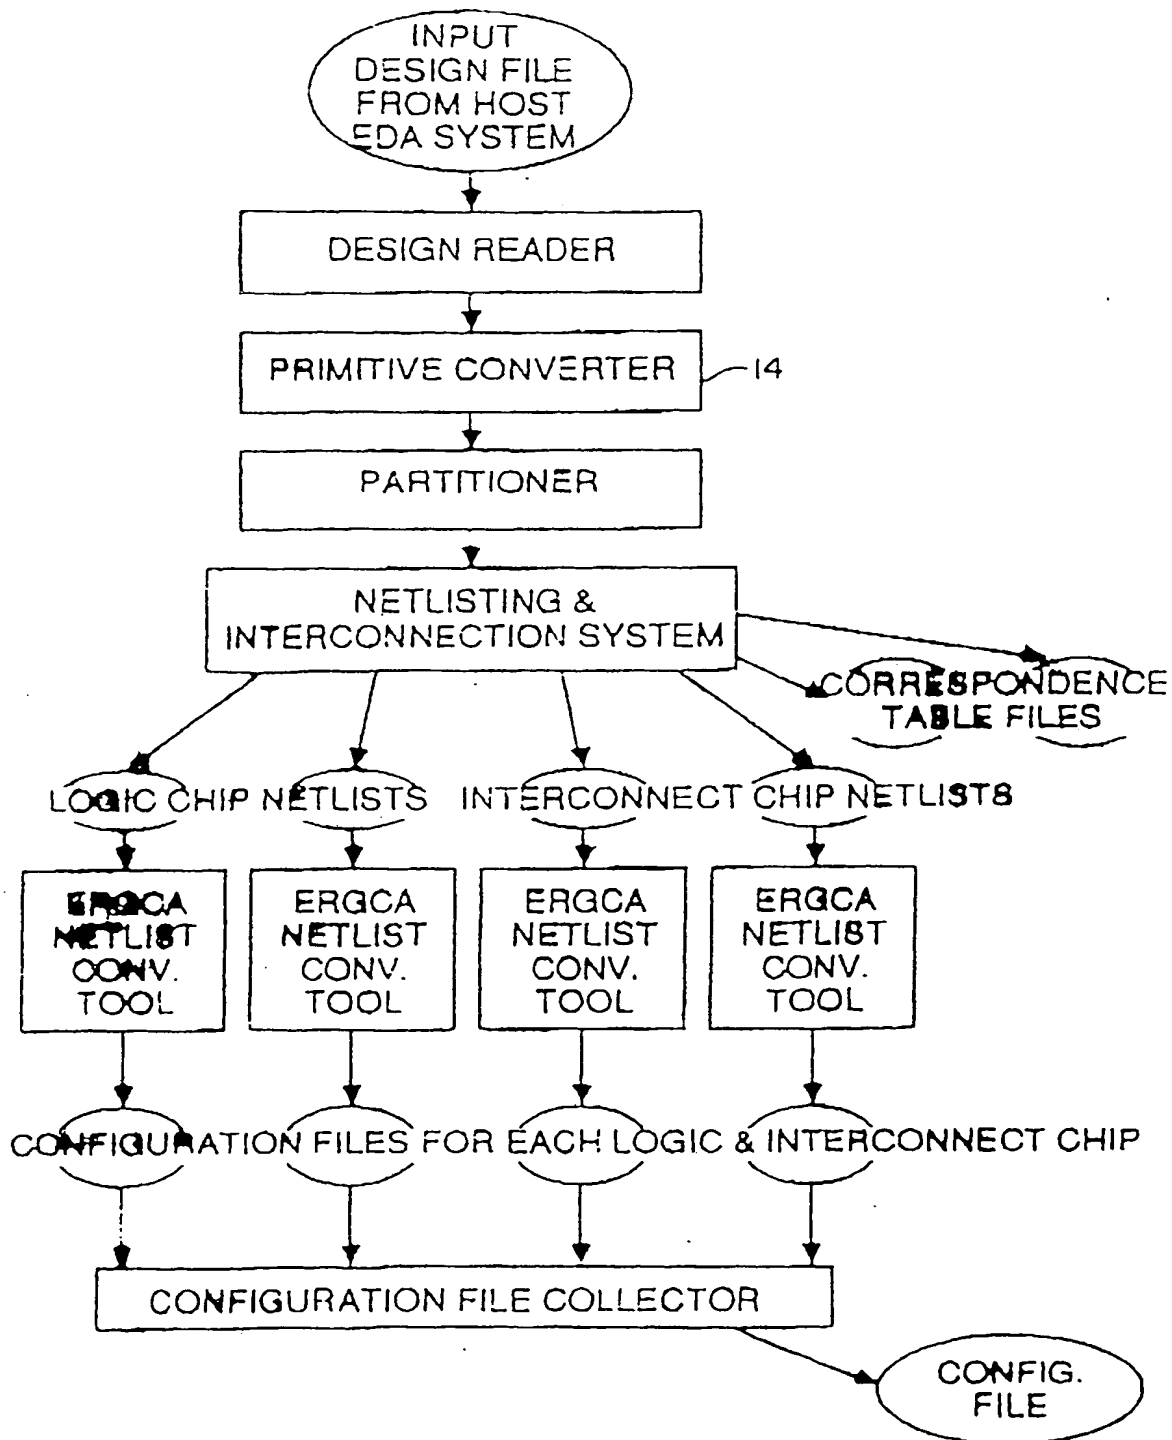 INPUT
DESIGN FILE
FROM HOST
EDA SYSTEM
DESIGN READER
PRIMITIVE CONVERTER
14
PARTITIONER
NETLISTING &
INTERCONNECTION SYSTEM
CORRESPONDENCE
TABLE FILES
LOGIC CHIP NETLISTS
INTERCONNECT CHIP NETLISTS
ERGCA
NETLIST
CONV.
TOOL
ERGCA
NETLIST
CONV.
TOOL
ERGCA
NETLIST
CONV.
TOOL
ERGCA
NETLIST
CONV.
TOOL
CONFIGURATION FILES FOR EACH LOGIC & INTERCONNECT CHIP
CONFIGURATION FILE COLLECTOR
CONFIG.
FILE